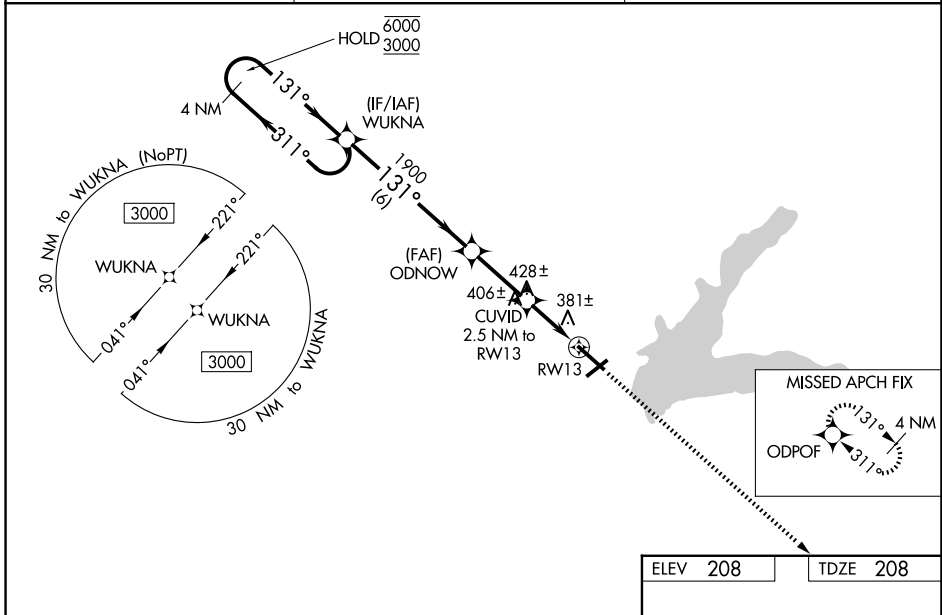 HOLD 6000
3000
131°
4 NM
311°
(IF/IAF)
WUKNA
1900
131°
(6)
30 NM to WUKNA (NoPT)
3000
221°
WUKNA
041°
221°
WUKNA
3000
041°
30 NM to WUKNA
(FAF)
ODNOW
428±
406±
381±
CUVID
2.5 NM to
RW13
RW13
MISSED APCH FIX
131°
4 NM
ODPOF
311°
ELEV 208
TDZE 208